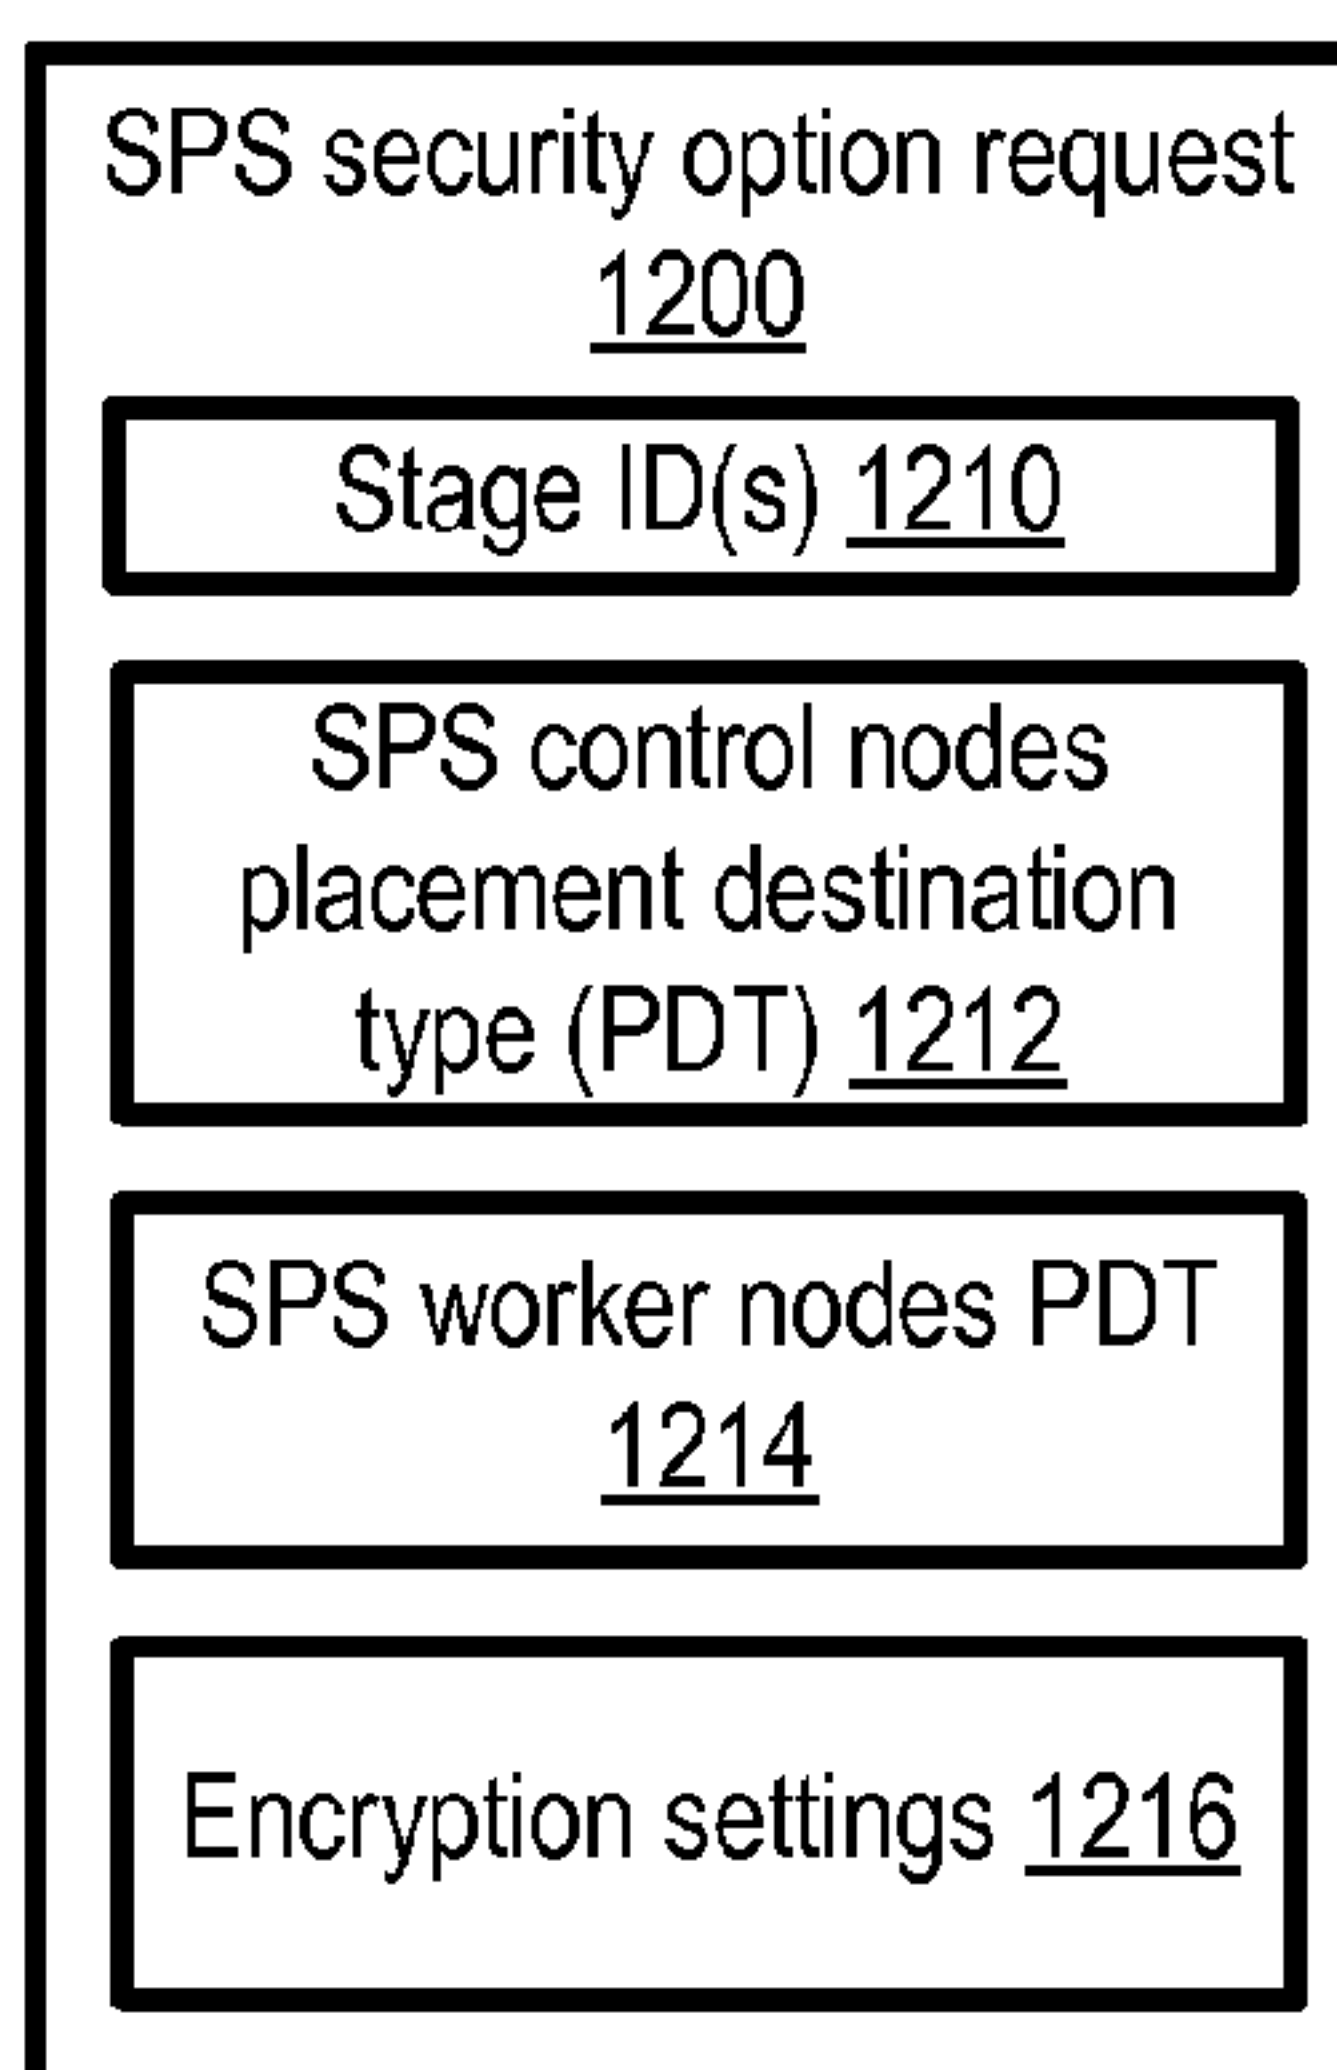 SPS security option request
1200
Stage ID(s) 1210
SPS control nodes
placement destination
type (PDT) 1212
SPS worker nodes PDT
1214
Encryption settings 1216